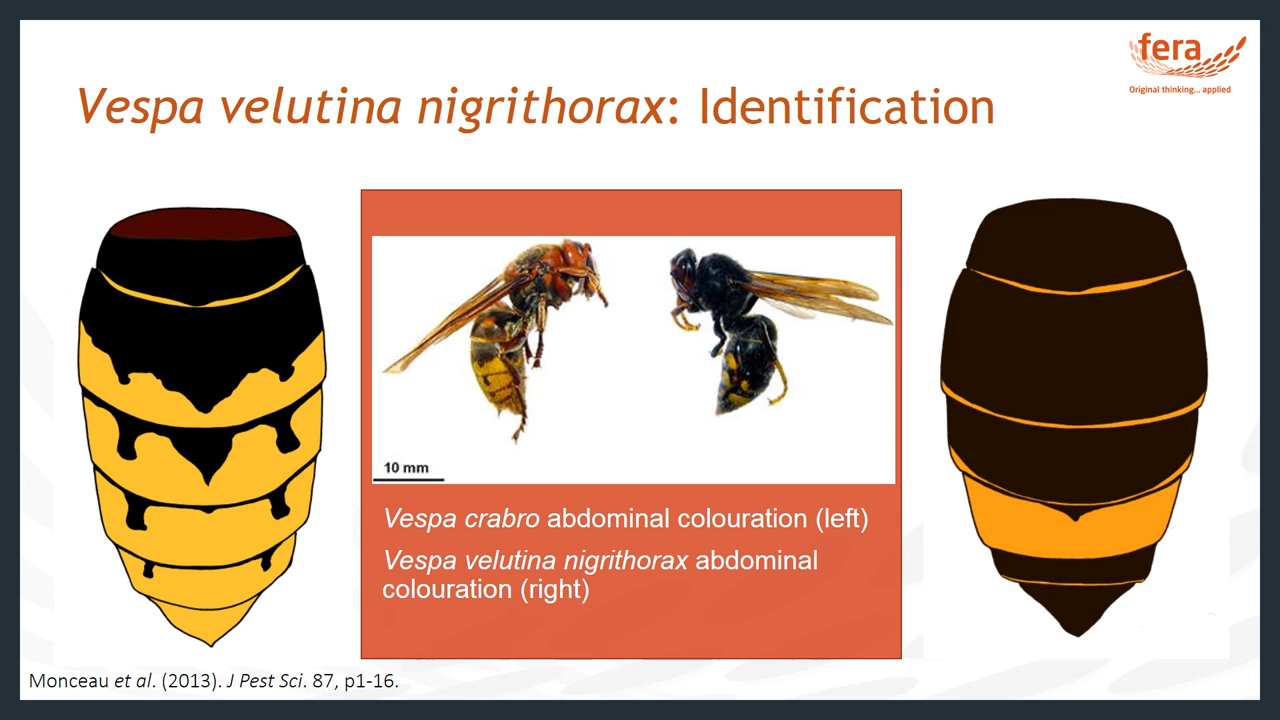 fera
Original thinking... applied
Vespa velutina nigrithorax: Identification
10 mm
Vespa crabro abdominal colouration (left)
Vespa velutina nigrithorax abdominal
colouration (right)
Monceau et al. (2013). J Pest Sci. 87, p1-16.